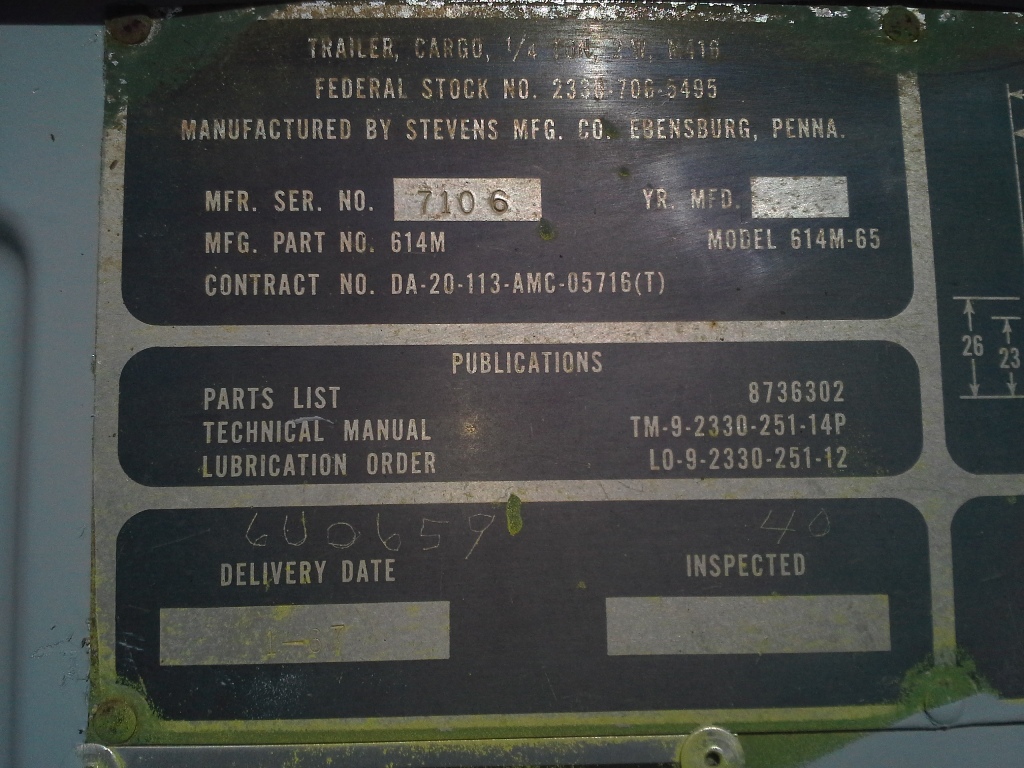 TRAILER, CARGO, 1/4 TON, 2W, M416
FEDERAL STOCK NO. 2330-706-5495
MANUFACTURED BY STEVENS MFG. CO. EBENSBURG, PENNA.
MFR. SER. NO. 7106 YR. MFD.
MFG. PART NO. 614M MODEL 614M-65
CONTRACT NO. DA-20-113-AMC-05716(T)
PUBLICATIONS
PARTS LIST 8736302
TECHNICAL MANUAL TM-9-2330-251-14P
LUBRICATION ORDER LO-9-2330-251-12
6U0659 40
DELIVERY DATE INSPECTED
26 23